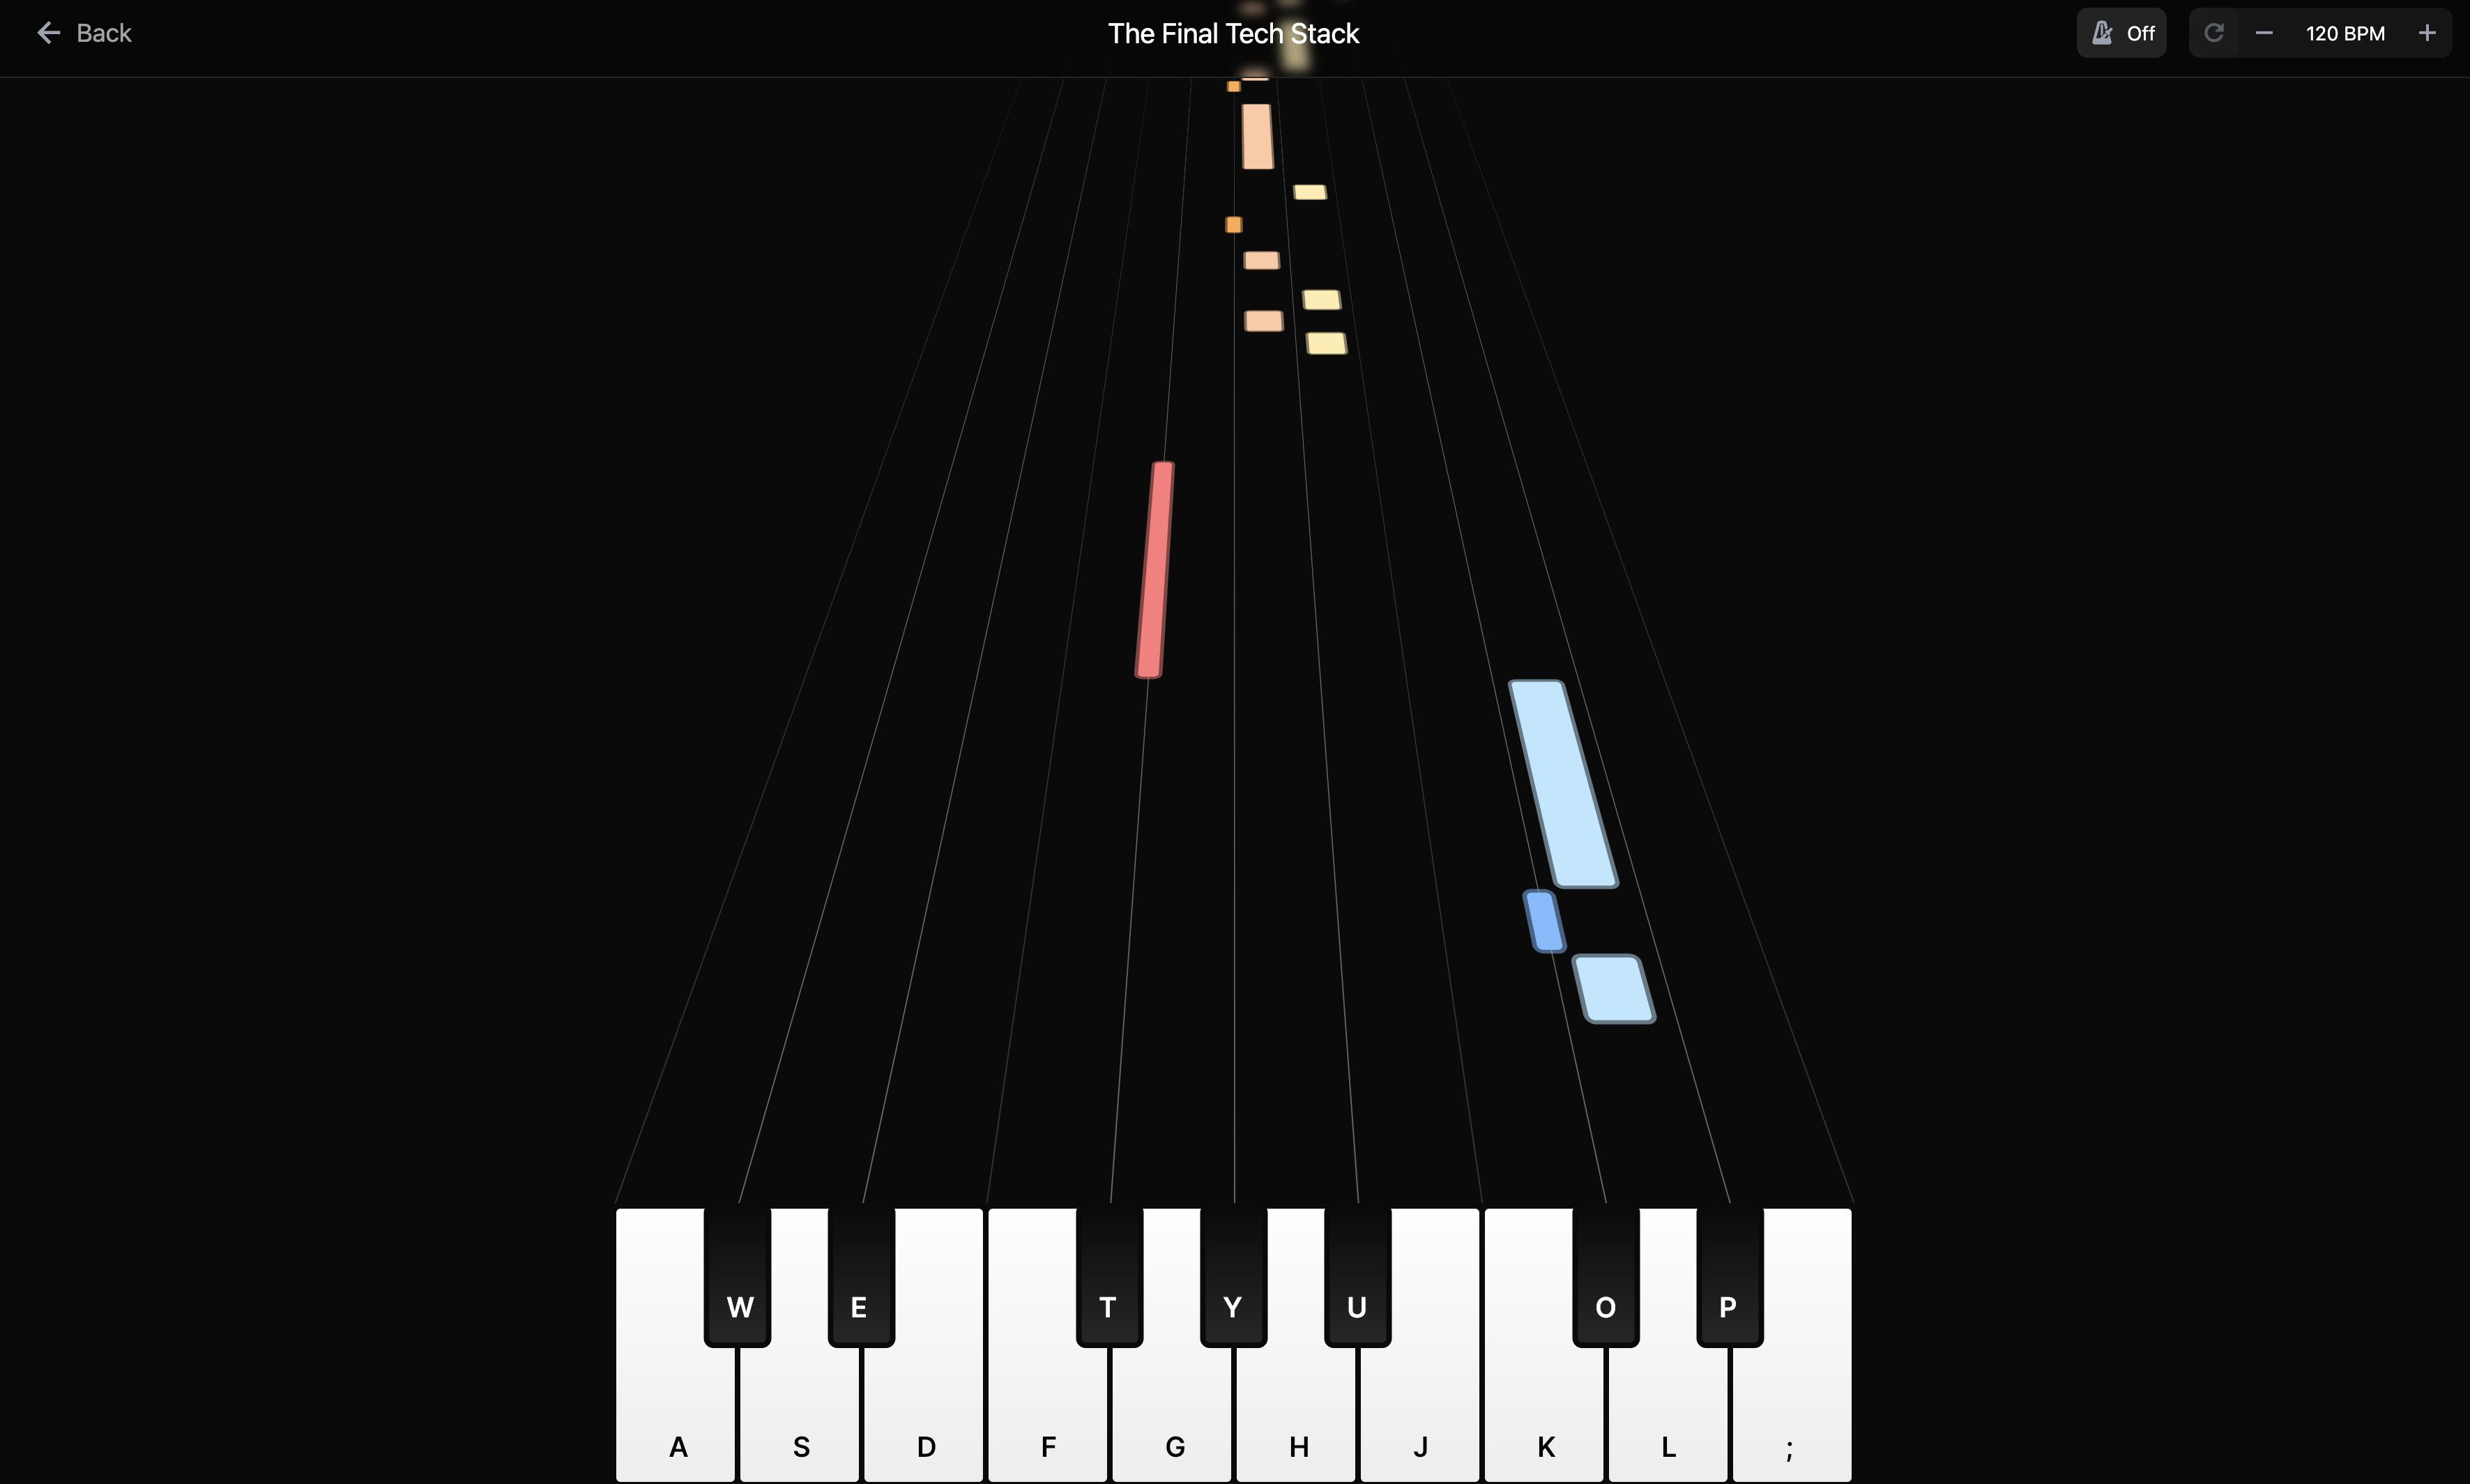 Back
The Final Tech Stack
Off
120 BPM
W E T Y U O P
A S D F G H J K L ;